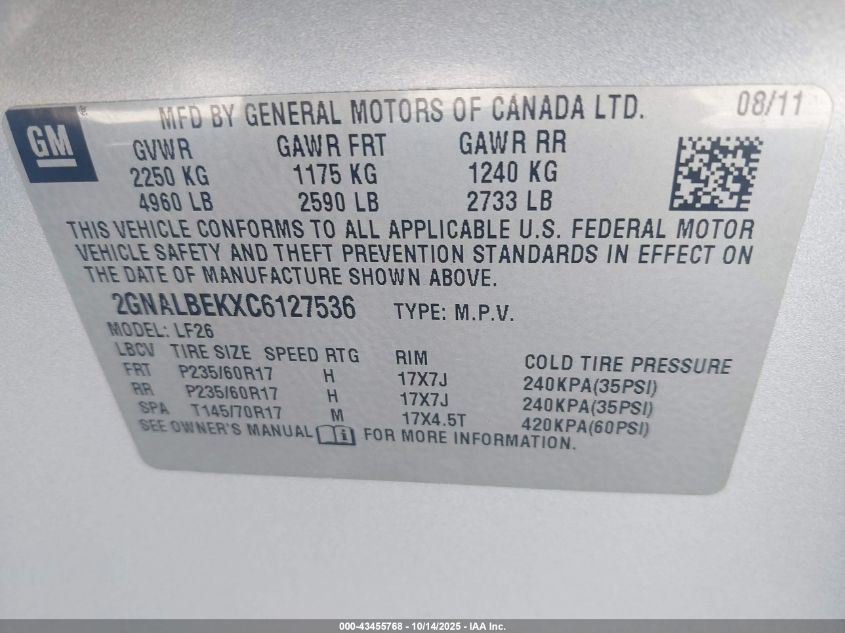 GM ®
MFD BY GENERAL MOTORS OF CANADA LTD. 08/11
GVWR GAWR FRT GAWR RR
2250 KG 1175 KG 1240 KG
4960 LB 2590 LB 2733 LB
THIS VEHICLE CONFORMS TO ALL APPLICABLE U.S. FEDERAL MOTOR
VEHICLE SAFETY AND THEFT PREVENTION STANDARDS IN EFFECT ON
THE DATE OF MANUFACTURE SHOWN ABOVE.
2GNALBEKXC6127536 TYPE: M.P.V.
MODEL: LF26
LBCV TIRE SIZE SPEED RTG RIM COLD TIRE PRESSURE
FRT P235/60R17 H 17X7J 240KPA(35PSI)
RR P235/60R17 H 17X7J 240KPA(35PSI)
SPA T145/70R17 M 17X4.5T 420KPA(60PSI)
SEE OWNER'S MANUAL i FOR MORE INFORMATION.
000-43455768 - 10/14/2025 - IAA Inc.